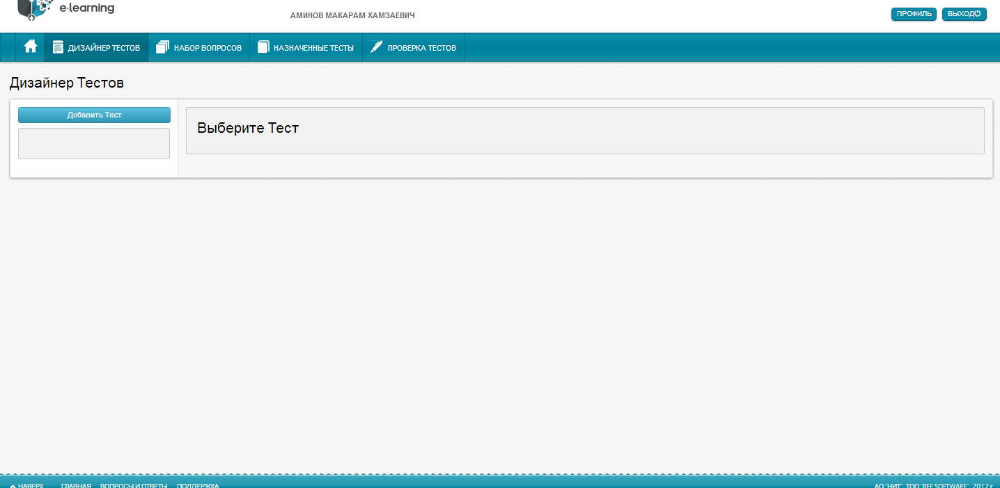 e-learning
АМИНОВ МАКАРАМ ХАМЗАЕВИЧ
ПРОФИЛЬ ВЫХОД
ДИЗАЙНЕР ТЕСТОВ НАБОР ВОПРОСОВ НАЗНАЧЕННЫЕ ТЕСТЫ ПРОВЕРКА ТЕСТОВ
Дизайнер Тестов
Добавить Тест
Выберите Тест
НАВЕРХ ГЛАВНАЯ ВОПРОСЫ И ОТВЕТЫ ПОДДЕРЖКА
АО "НИТ", ТОО "BEE SOFTWARE", 2012 г.